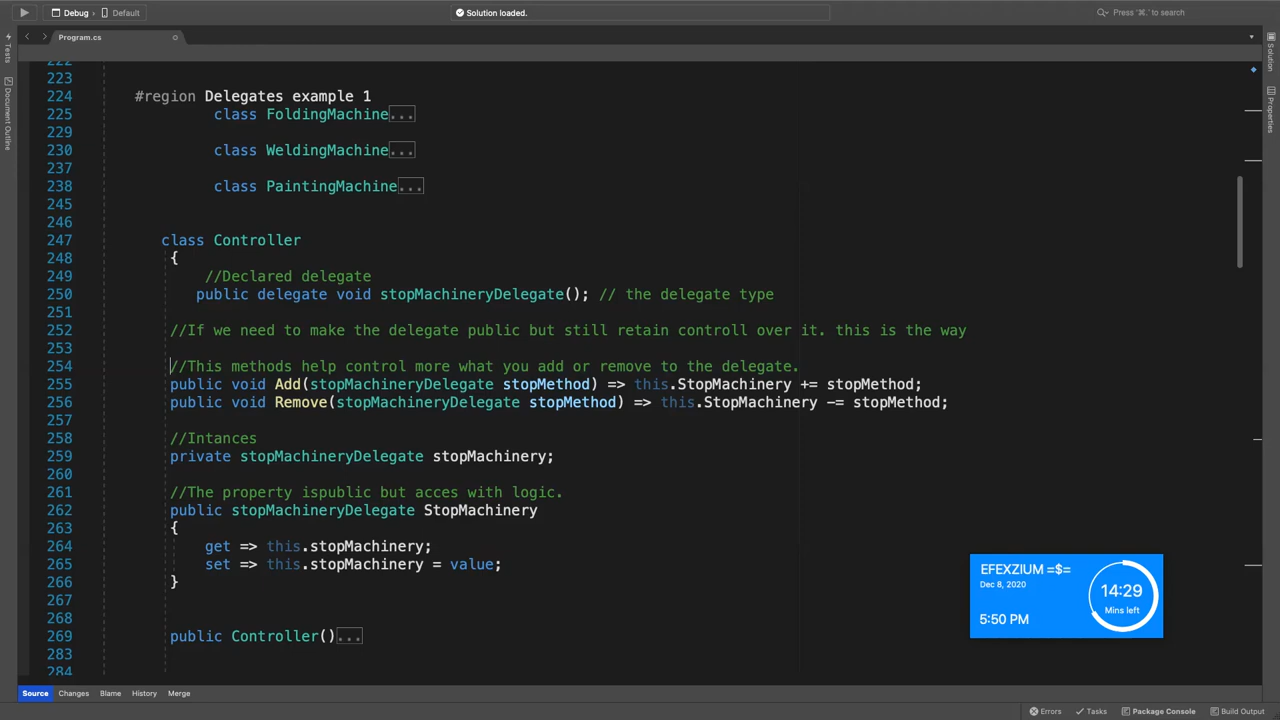 Debug › Default
Solution loaded.
Press '⌘.' to search
Program.cs
Tests
Document Outline
Solution
Properties
222
223
224 #region Delegates example 1
225 class FoldingMachine...
229
230 class WeldingMachine...
237
238 class PaintingMachine...
245
246
247 class Controller
248 {
249 //Declared delegate
250 public delegate void stopMachineryDelegate(); // the delegate type
251
252 //If we need to make the delegate public but still retain controll over it. this is the way
253
254 //This methods help control more what you add or remove to the delegate.
255 public void Add(stopMachineryDelegate stopMethod) => this.StopMachinery += stopMethod;
256 public void Remove(stopMachineryDelegate stopMethod) => this.StopMachinery -= stopMethod;
257
258 //Intances
259 private stopMachineryDelegate stopMachinery;
260
261 //The property ispublic but acces with logic.
262 public stopMachineryDelegate StopMachinery
263 {
264 get => this.stopMachinery;
265 set => this.stopMachinery = value;
266 }
267
268
269 public Controller()...
283
284
EFEXZIUM =$=
Dec 8, 2020
5:50 PM
14:29
Mins left
Source Changes Blame History Merge
Errors Tasks Package Console Build Output